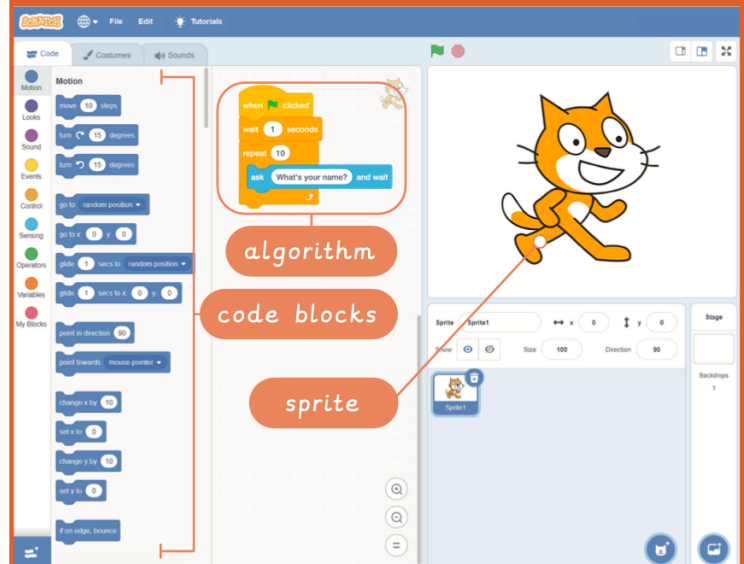 SCRATCH File Edit Tutorials
Code Costumes Sounds
Motion
Looks
Sound
Events
Control
Sensing
Operators
Variables
My Blocks
Motion
move 10 steps
turn 15 degrees
turn 15 degrees
go to random position
go to x: 0 y: 0
glide 1 secs to random position
glide 1 secs to x: 0 y: 0
point in direction 90
point towards mouse-pointer
change x by 10
set x to 0
change y by 10
set y to 0
if on edge, bounce
when clicked
wait 1 seconds
repeat 10
ask What's your name? and wait
algorithm
code blocks
sprite
Sprite Sprite1 x 0 y 0
Show Size 100 Direction 90
Sprite1
Stage
Backdrops
1